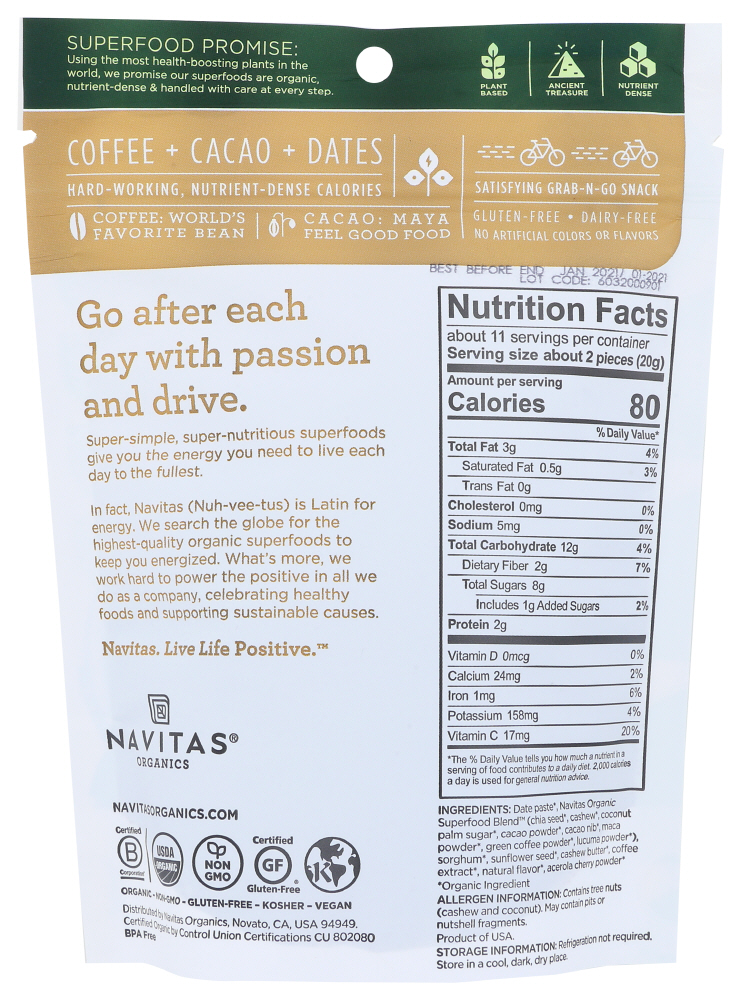 SUPERFOOD PROMISE:
Using the most health-boosting plants in the
world, we promise our superfoods are organic,
nutrient-dense & handled with care at every step.
PLANT
BASED
ANCIENT
TREASURE
NUTRIENT
DENSE
COFFEE + CACAO + DATES
HARD-WORKING, NUTRIENT-DENSE CALORIES
COFFEE: WORLD'S
FAVORITE BEAN
CACAO: MAYA
FEEL GOOD FOOD
SATISFYING GRAB-N-GO SNACK
GLUTEN-FREE • DAIRY-FREE
NO ARTIFICIAL COLORS OR FLAVORS
BEST BEFORE END JAN 2021/ 01-2021
LOT CODE: 6032000901
Go after each
day with passion
and drive.
Super-simple, super-nutritious superfoods
give you the energy you need to live each
day to the fullest.
In fact, Navitas (Nuh-vee-tus) is Latin for
energy. We search the globe for the
highest-quality organic superfoods to
keep you energized. What's more, we
work hard to power the positive in all we
do as a company, celebrating healthy
foods and supporting sustainable causes.
Navitas. Live Life Positive.™
NAVITAS®
ORGANICS
NAVITASORGANICS.COM
Certified
B
Corporation
USDA
ORGANIC
NON
GMO
Certified
GF
Gluten-Free
K
ORGANIC - NON-GMO - GLUTEN-FREE - KOSHER - VEGAN
Distributed by Navitas Organics, Novato, CA, USA 94949.
Certified Organic by Control Union Certifications CU 802080
BPA Free
Nutrition Facts
about 11 servings per container
Serving size about 2 pieces (20g)
Amount per serving
Calories 80
% Daily Value*
Total Fat 3g 4%
Saturated Fat 0.5g 3%
Trans Fat 0g
Cholesterol 0mg 0%
Sodium 5mg 0%
Total Carbohydrate 12g 4%
Dietary Fiber 2g 7%
Total Sugars 8g
Includes 1g Added Sugars 2%
Protein 2g
Vitamin D 0mcg 0%
Calcium 24mg 2%
Iron 1mg 6%
Potassium 158mg 4%
Vitamin C 17mg 20%
*The % Daily Value tells you how much a nutrient in a
serving of food contributes to a daily diet. 2,000 calories
a day is used for general nutrition advice.
INGREDIENTS: Date paste*, Navitas Organic
Superfood Blend™ (chia seed*, cashew*, coconut
palm sugar*, cacao powder*, cacao nib*, maca
powder*, green coffee powder*, lucuma powder*),
sorghum*, sunflower seed*, cashew butter*, coffee
extract*, natural flavor*, acerola cherry powder*
*Organic Ingredient
ALLERGEN INFORMATION: Contains tree nuts
(cashew and coconut). May contain pits or
nutshell fragments.
Product of USA.
STORAGE INFORMATION: Refrigeration not required.
Store in a cool, dark, dry place.